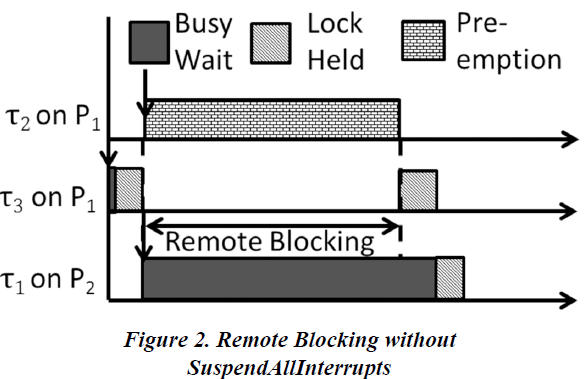 Busy
Wait
Lock
Held
Pre-
emption
τ2 on P1
τ3 on P1
Remote Blocking
τ1 on P2
Figure 2. Remote Blocking without
SuspendAllInterrupts